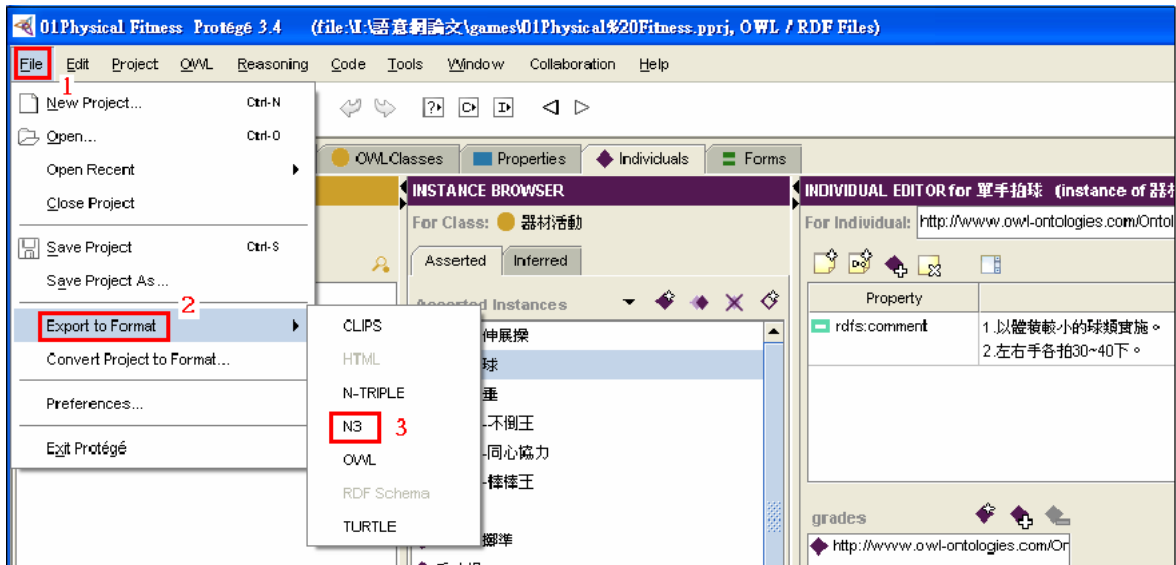 01Physical Fitness Protégé 3.4 (file:\I:\語意網論文\games\01Physical%20Fitness.pprj, OWL / RDF Files)
File Edit Project OWL Reasoning Code Tools Window Collaboration Help
1
New Project... Ctrl-N
Open... Ctrl-O
Open Recent
Close Project
Save Project Ctrl-S
Save Project As...
2
Export to Format
Convert Project to Format...
Preferences...
Exit Protégé
CLIPS
HTML
N-TRIPLE
N3 3
OWL
RDF Schema
TURTLE
OWLClasses Properties Individuals Forms
INSTANCE BROWSER
For Class: 器材活動
Asserted Inferred
Asserted Instances
伸展操
球
垂
-不倒王
-同心協力
-棒棒王
擲準
INDIVIDUAL EDITOR for 單手拍球 (instance of 器材
For Individual: http://www.owl-ontologies.com/Ontol
Property
rdfs:comment
1.以體積較小的球類實施。
2.左右手各拍30~40下。
grades
http://www.owl-ontologies.com/On